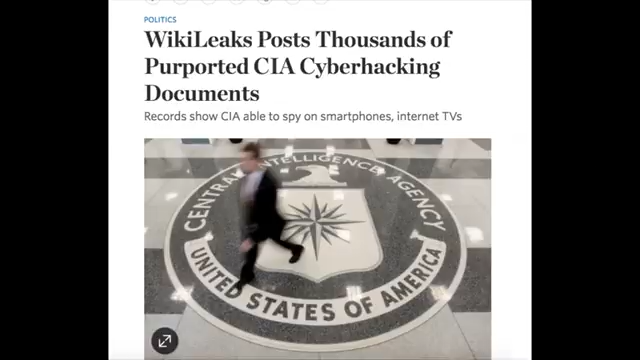 POLITICS
WikiLeaks Posts Thousands of
Purported CIA Cyberhacking
Documents
Records show CIA able to spy on smartphones, internet TVs
CENTRAL INTELLIGENCE AGENCY
UNITED STATES OF AMERICA